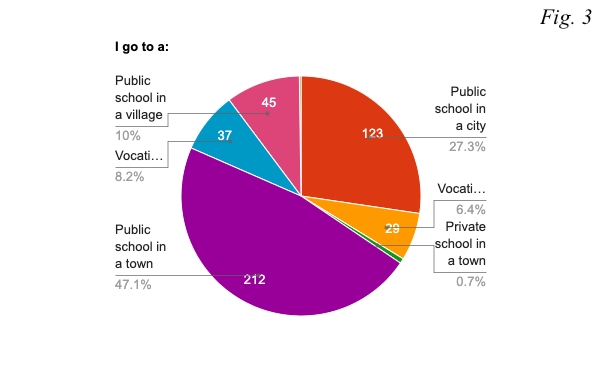 Fig. 3
I go to a:
Public
school in
a village
10%
Vocati…
8.2%
Public
school in
a town
47.1%
45
37
212
123
29
Public
school in
a city
27.3%
Vocati…
6.4%
Private
school in
a town
0.7%